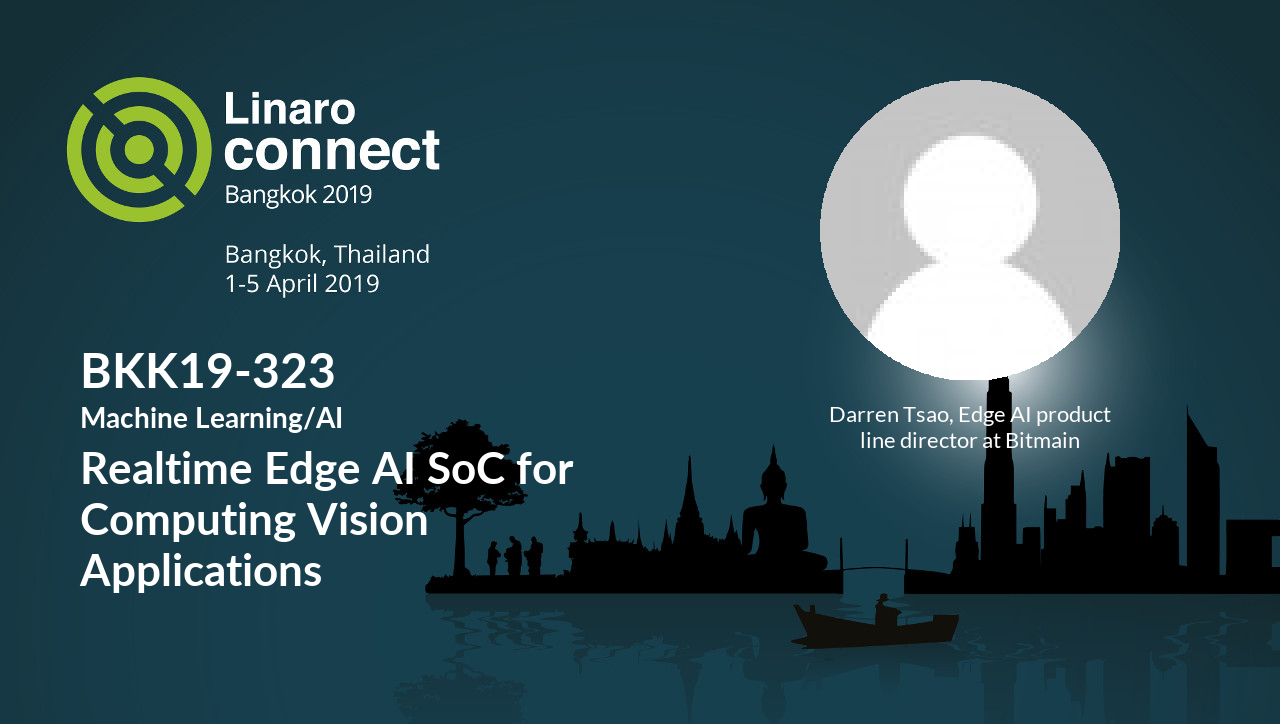 Linaro
connect
Bangkok 2019
Bangkok, Thailand
1-5 April 2019
BKK19-323
Machine Learning/AI
Realtime Edge AI SoC for
Computing Vision
Applications
Darren Tsao, Edge AI product
line director at Bitmain